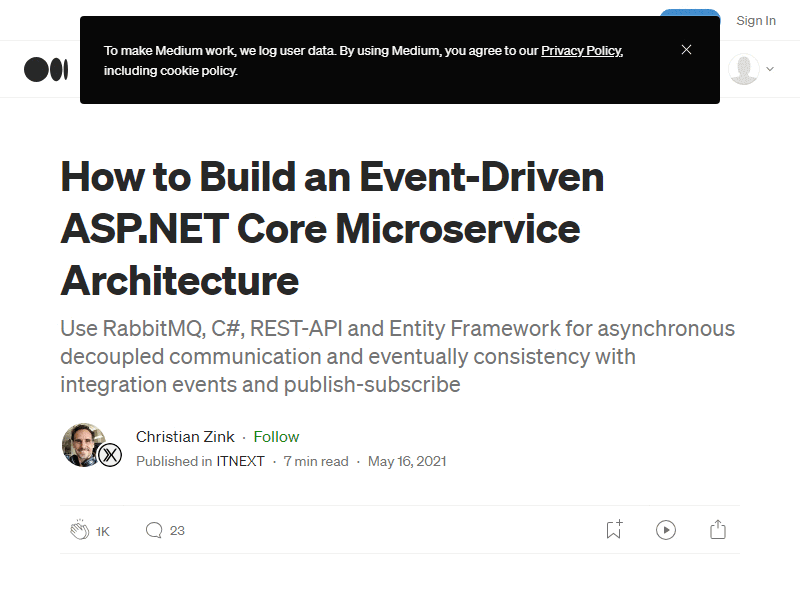 Sign In
To make Medium work, we log user data. By using Medium, you agree to our Privacy Policy,
including cookie policy.
How to Build an Event-Driven
ASP.NET Core Microservice
Architecture
Use RabbitMQ, C#, REST-API and Entity Framework for asynchronous
decoupled communication and eventually consistency with
integration events and publish-subscribe
Christian Zink · Follow
Published in ITNEXT · 7 min read · May 16, 2021
1K 23